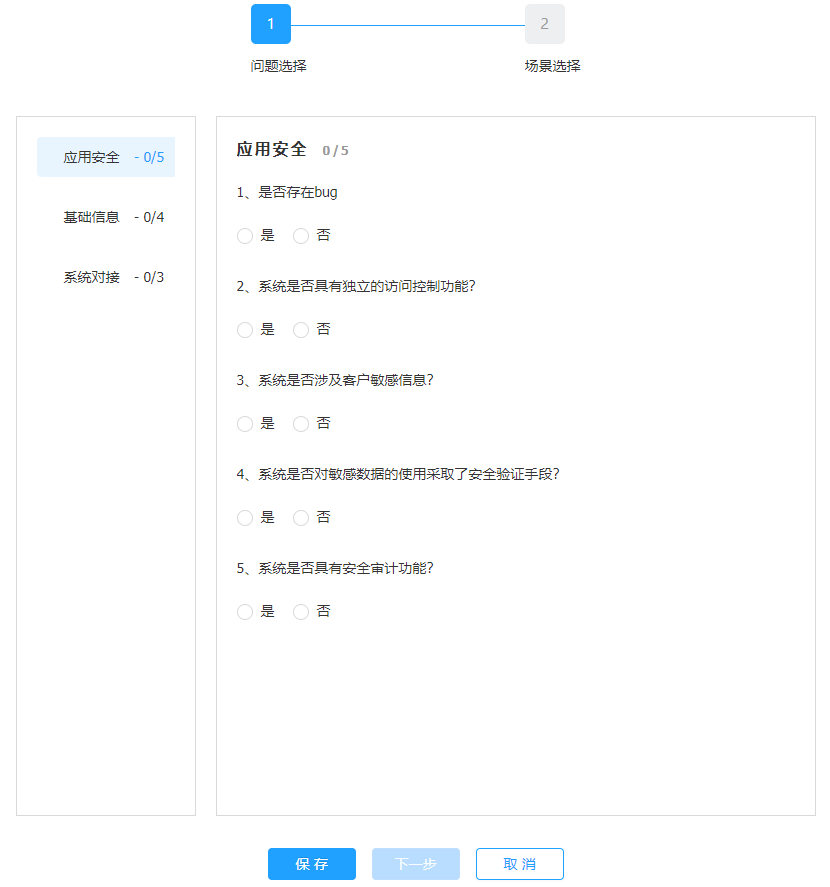 1
2
问题选择
场景选择
应用安全 - 0/5
基础信息 - 0/4
系统对接 - 0/3
应用安全 0/5
1、是否存在bug
是 否
2、系统是否具有独立的访问控制功能?
是 否
3、系统是否涉及客户敏感信息?
是 否
4、系统是否对敏感数据的使用采取了安全验证手段?
是 否
5、系统是否具有安全审计功能?
是 否
保 存 下一步 取 消